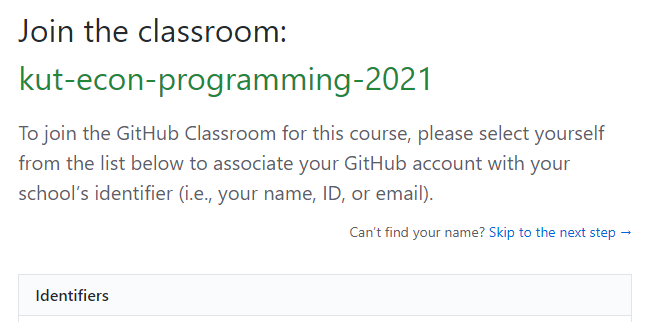 Join the classroom:
kut-econ-programming-2021
To join the GitHub Classroom for this course, please select yourself
from the list below to associate your GitHub account with your
school’s identifier (i.e., your name, ID, or email).
Can’t find your name? Skip to the next step →
Identifiers